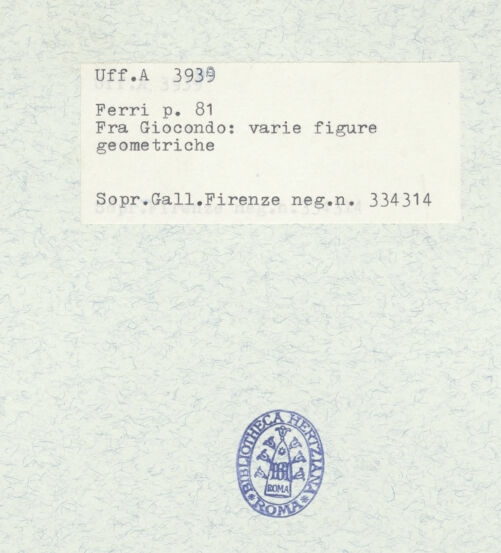 Uff.A 3939
Ferri p. 81
Fra Giocondo: varie figure
geometriche
Sopr.Gall.Firenze neg.n. 334314
BIBLIOTHECA HERTZIANA
ROMA
ROMA